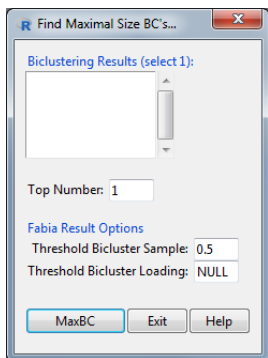 R Find Maximal Size BC's...
Biclustering Results (select 1):
Top Number: 1
Fabia Result Options
Threshold Bicluster Sample: 0.5
Threshold Bicluster Loading: NULL
MaxBC Exit Help